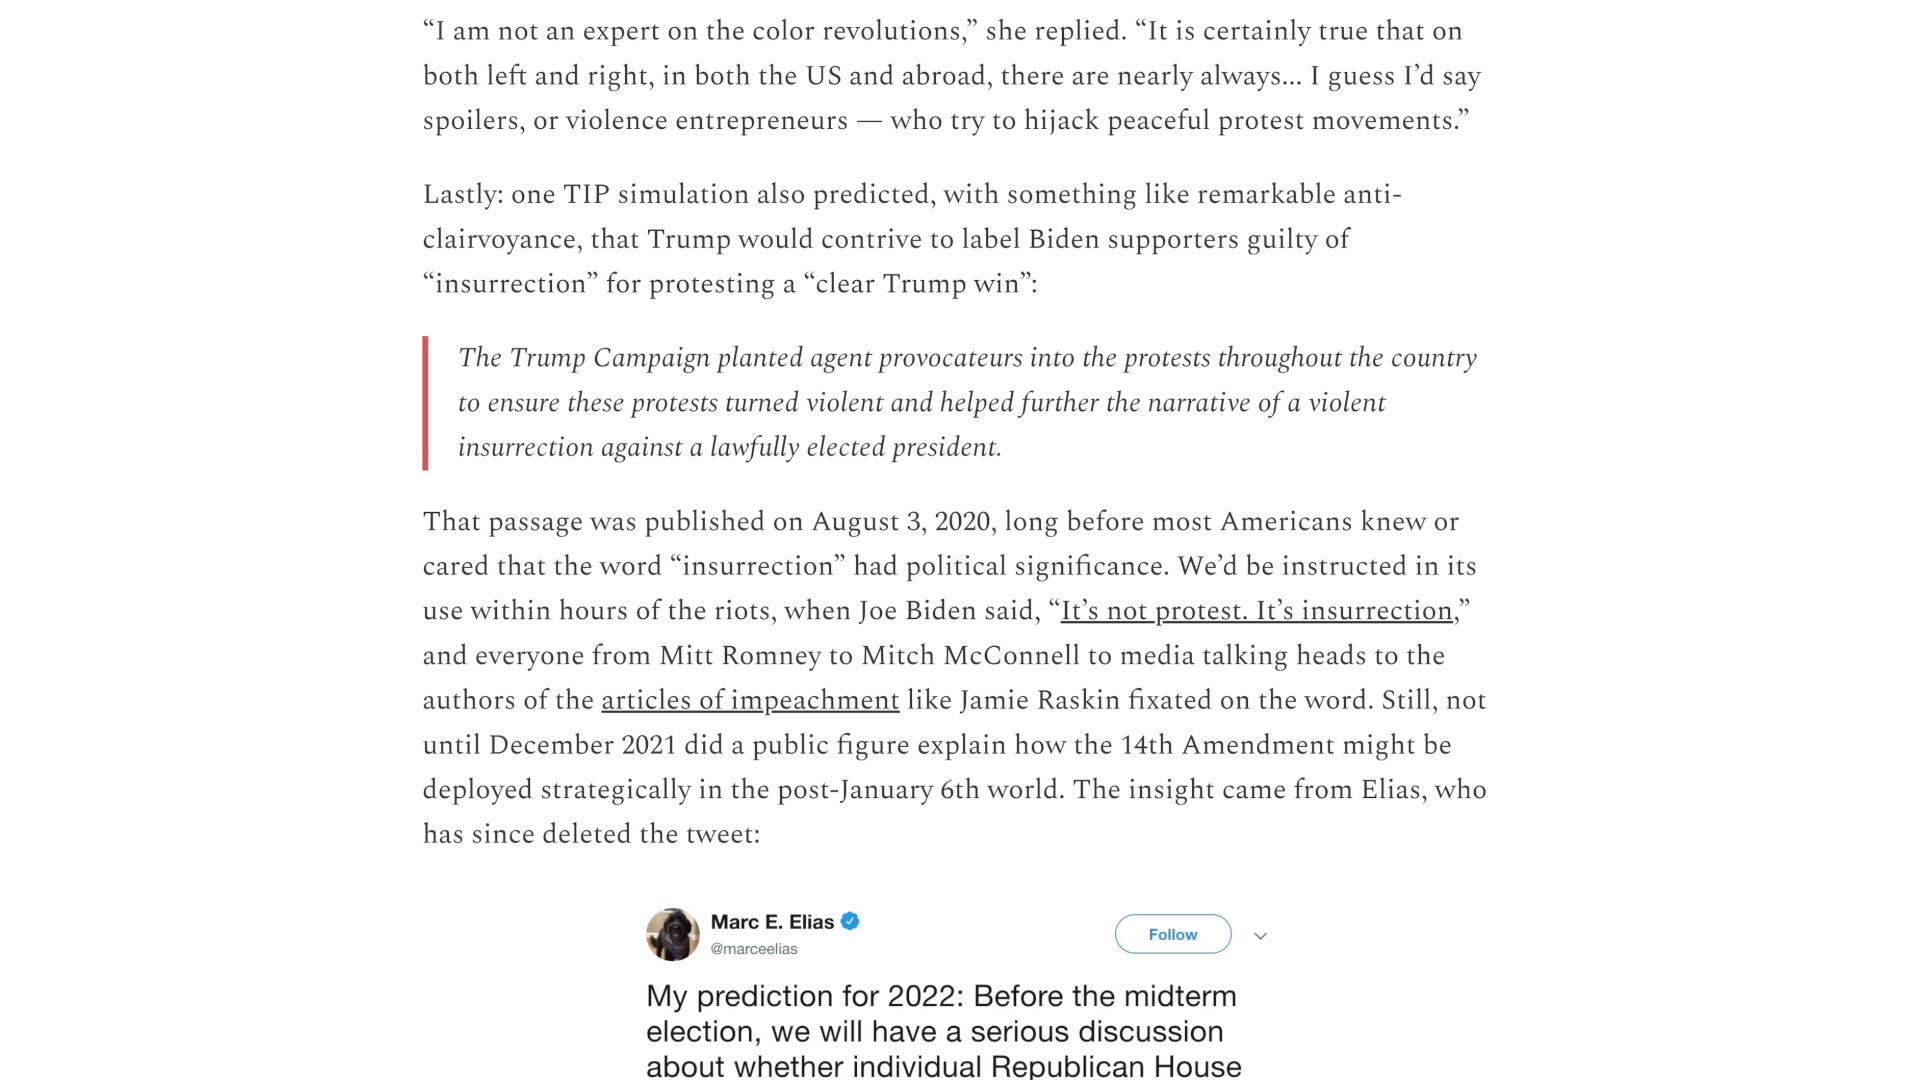 “I am not an expert on the color revolutions,” she replied. “It is certainly true that on
both left and right, in both the US and abroad, there are nearly always... I guess I’d say
spoilers, or violence entrepreneurs — who try to hijack peaceful protest movements.”
Lastly: one TIP simulation also predicted, with something like remarkable anti-
clairvoyance, that Trump would contrive to label Biden supporters guilty of
“insurrection” for protesting a “clear Trump win”:
The Trump Campaign planted agent provocateurs into the protests throughout the country
to ensure these protests turned violent and helped further the narrative of a violent
insurrection against a lawfully elected president.
That passage was published on August 3, 2020, long before most Americans knew or
cared that the word “insurrection” had political significance. We’d be instructed in its
use within hours of the riots, when Joe Biden said, “It’s not protest. It’s insurrection,”
and everyone from Mitt Romney to Mitch McConnell to media talking heads to the
authors of the articles of impeachment like Jamie Raskin fixated on the word. Still, not
until December 2021 did a public figure explain how the 14th Amendment might be
deployed strategically in the post-January 6th world. The insight came from Elias, who
has since deleted the tweet:
Marc E. Elias
@marceelias
Follow
My prediction for 2022: Before the midterm
election, we will have a serious discussion
about whether individual Republican House